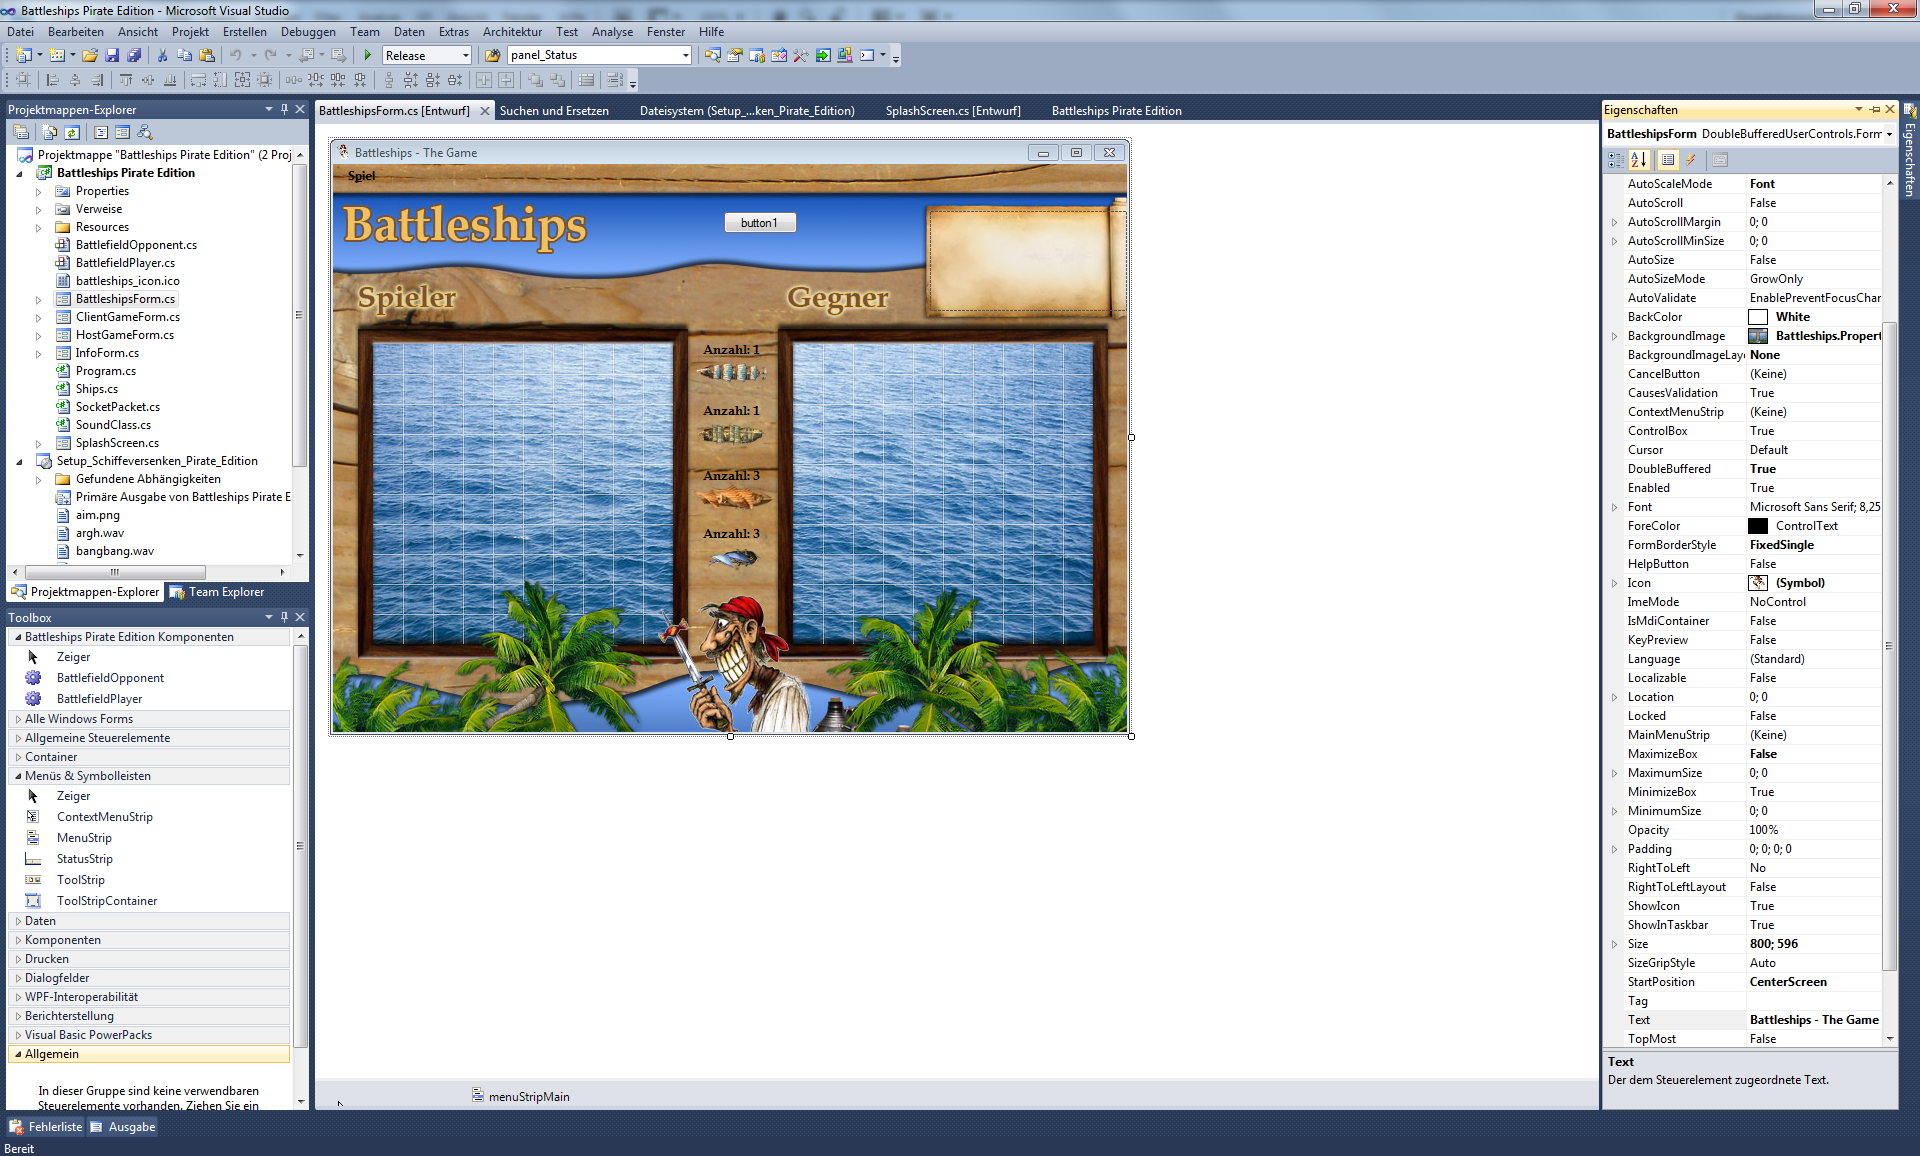 Battleships Pirate Edition - Microsoft Visual Studio
Datei Bearbeiten Ansicht Projekt Erstellen Debuggen Team Daten Extras Architektur Test Analyse Fenster Hilfe
Release panel_Status
Projektmappen-Explorer
Projektmappe "Battleships Pirate Edition" (2 Proj
Battleships Pirate Edition
Properties
Verweise
Resources
BattlefieldOpponent.cs
BattlefieldPlayer.cs
battleships_icon.ico
BattleshipsForm.cs
ClientGameForm.cs
HostGameForm.cs
InfoForm.cs
Program.cs
Ships.cs
SocketPacket.cs
SoundClass.cs
SplashScreen.cs
Setup_Schiffeversenken_Pirate_Edition
Gefundene Abhängigkeiten
Primäre Ausgabe von Battleships Pirate E
aim.png
argh.wav
bangbang.wav
Projektmappen-Explorer Team Explorer
Toolbox
Battleships Pirate Edition Komponenten
Zeiger
BattlefieldOpponent
BattlefieldPlayer
Alle Windows Forms
Allgemeine Steuerelemente
Container
Menüs & Symbolleisten
Zeiger
ContextMenuStrip
MenuStrip
StatusStrip
ToolStrip
ToolStripContainer
Daten
Komponenten
Drucken
Dialogfelder
WPF-Interoperabilität
Berichterstellung
Visual Basic PowerPacks
Allgemein
In dieser Gruppe sind keine verwendbaren
Steuerelemente vorhanden. Ziehen Sie ein
BattleshipsForm.cs [Entwurf] Suchen und Ersetzen Dateisystem (Setup_...ken_Pirate_Edition) SplashScreen.cs [Entwurf] Battleships Pirate Edition
Battleships - The Game
Spiel
Battleships
button1
Spieler
Gegner
Anzahl: 1
Anzahl: 1
Anzahl: 3
Anzahl: 3
menuStripMain
Eigenschaften
BattleshipsForm DoubleBufferedUserControls.Form
AutoScaleMode Font
AutoScroll False
AutoScrollMargin 0; 0
AutoScrollMinSize 0; 0
AutoSize False
AutoSizeMode GrowOnly
AutoValidate EnablePreventFocusChar
BackColor White
BackgroundImage Battleships.Propert
BackgroundImageLay None
CancelButton (Keine)
CausesValidation True
ContextMenuStrip (Keine)
ControlBox True
Cursor Default
DoubleBuffered True
Enabled True
Font Microsoft Sans Serif; 8,25
ForeColor ControlText
FormBorderStyle FixedSingle
HelpButton False
Icon (Symbol)
ImeMode NoControl
IsMdiContainer False
KeyPreview False
Language (Standard)
Localizable False
Location 0; 0
Locked False
MainMenuStrip (Keine)
MaximizeBox False
MaximumSize 0; 0
MinimizeBox True
MinimumSize 0; 0
Opacity 100%
Padding 0; 0; 0; 0
RightToLeft No
RightToLeftLayout False
ShowIcon True
ShowInTaskbar True
Size 800; 596
SizeGripStyle Auto
StartPosition CenterScreen
Tag
Text Battleships - The Game
TopMost False
Text
Der dem Steuerelement zugeordnete Text.
Eigenschaften
Fehlerliste Ausgabe
Bereit